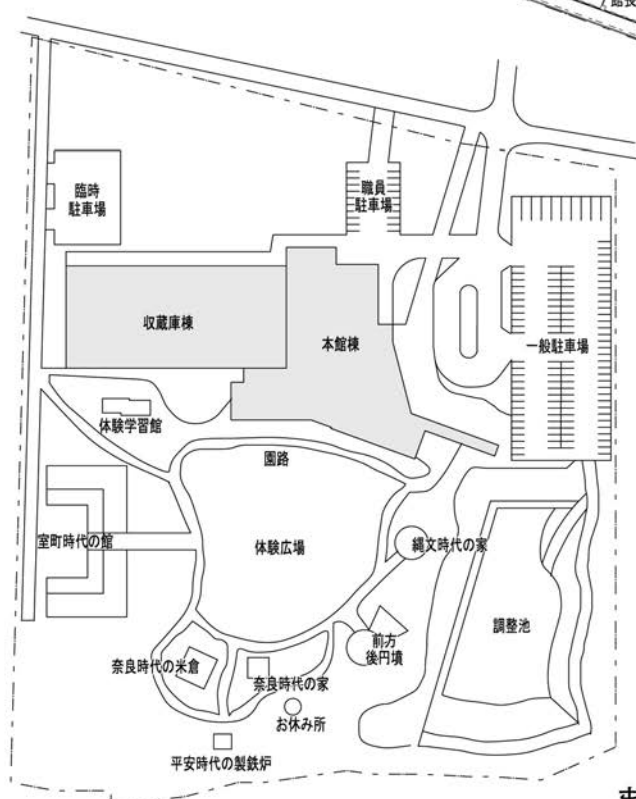 館長
臨時
駐車場
職員
駐車場
収蔵庫棟
本館棟
一般駐車場
体験学習館
園路
室町時代の館
体験広場
縄文時代の家
調整池
前方
後円墳
奈良時代の米倉
奈良時代の家
お休み所
平安時代の製鉄炉